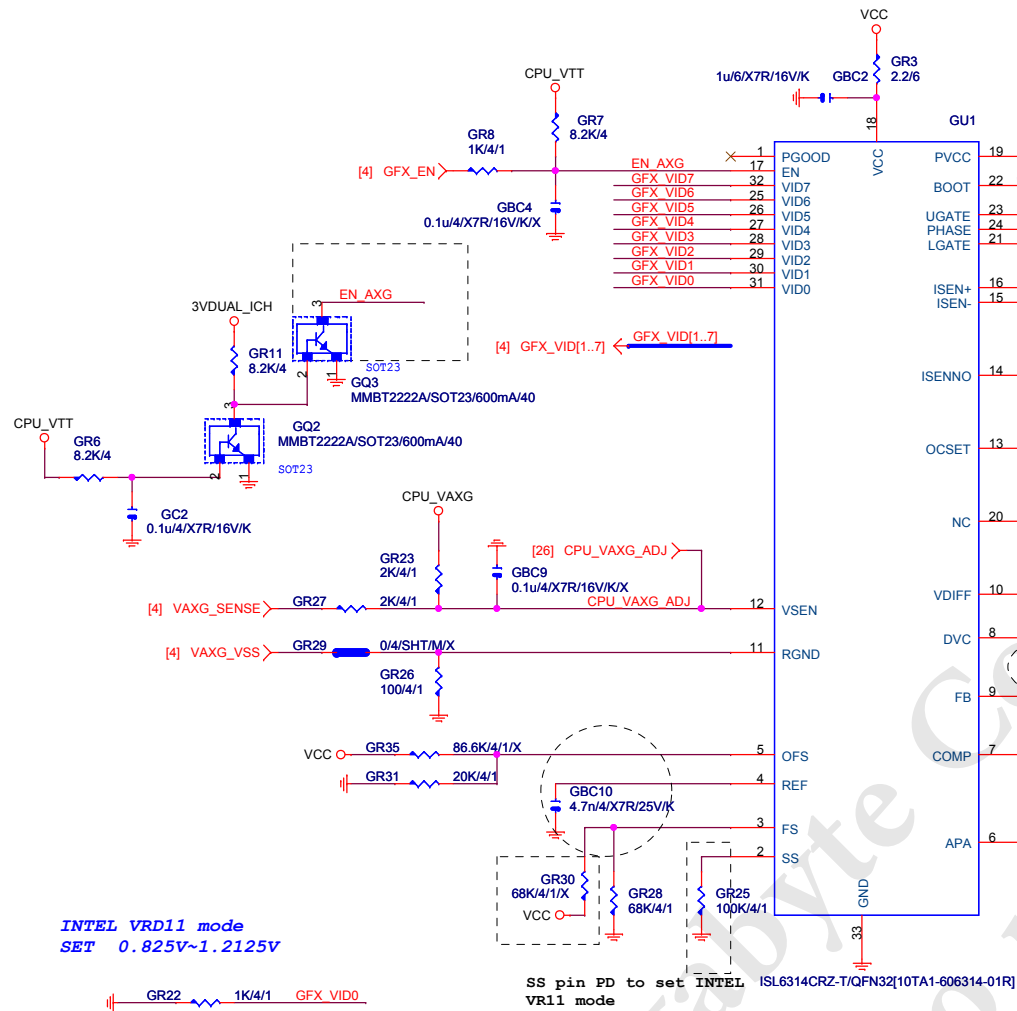 VCC
GR3
2.2/6
1u/6/X7R/16V/K
GBC2
18
GU1
CPU_VTT
GR7
8.2K/4
GR8
1K/4/1
[4] GFX_EN
GBC4
0.1u/4/X7R/16V/K/X
EN_AXG
GFX_VID7
GFX_VID6
GFX_VID5
GFX_VID4
GFX_VID3
GFX_VID2
GFX_VID1
GFX_VID0
1 PGOOD
17 EN
32 VID7
25 VID6
26 VID5
27 VID4
28 VID3
29 VID2
30 VID1
31 VID0
VCC
PVCC 19
BOOT 22
UGATE 23
PHASE 24
LGATE 21
ISEN+ 16
ISEN- 15
ISENNO 14
OCSET 13
NC 20
VDIFF 10
DVC 8
FB 9
COMP 7
APA 6
[4] GFX_VID[1..7] GFX_VID[1..7]
3VDUAL_ICH
GR11
8.2K/4
EN_AXG
3
2
1
SOT23
GQ3
MMBT2222A/SOT23/600mA/40
CPU_VTT
GR6
8.2K/4
3
2
1
GQ2
MMBT2222A/SOT23/600mA/40
SOT23
GC2
0.1u/4/X7R/16V/K
CPU_VAXG
GR23
2K/4/1
GBC9
0.1u/4/X7R/16V/K/X
[26] CPU_VAXG_ADJ
CPU_VAXG_ADJ
[4] VAXG_SENSE GR27 2K/4/1
12 VSEN
[4] VAXG_VSS GR29 0/4/SHT/M/X
11 RGND
GR26
100/4/1
VCC GR35 86.6K/4/1/X
5 OFS
GR31 20K/4/1
4 REF
GBC10
4.7n/4/X7R/25V/K
3 FS
2 SS
GR30
68K/4/1/X
VCC
GR28
68K/4/1
GR25
100K/4/1
GND
33
ISL6314CRZ-T/QFN32[10TA1-606314-01R]
SS pin PD to set INTEL
VR11 mode
INTEL VRD11 mode
SET 0.825V~1.2125V
GR22 1K/4/1 GFX_VID0